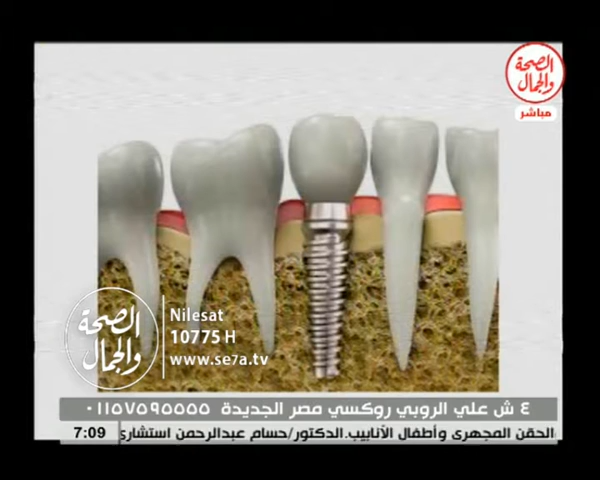 الصحة
والجمال
مباشر
الصحة
والجمال
Nilesat
10775 H
www.se7a.tv
٤ ش علي الروبي روكسي مصر الجديدة ٠١١٥٧٥٩٥٥٥٥
الحقن المجهرى وأطفال الأنابيب.الدكتور/حسام عبدالرحمن استشارى
7:09